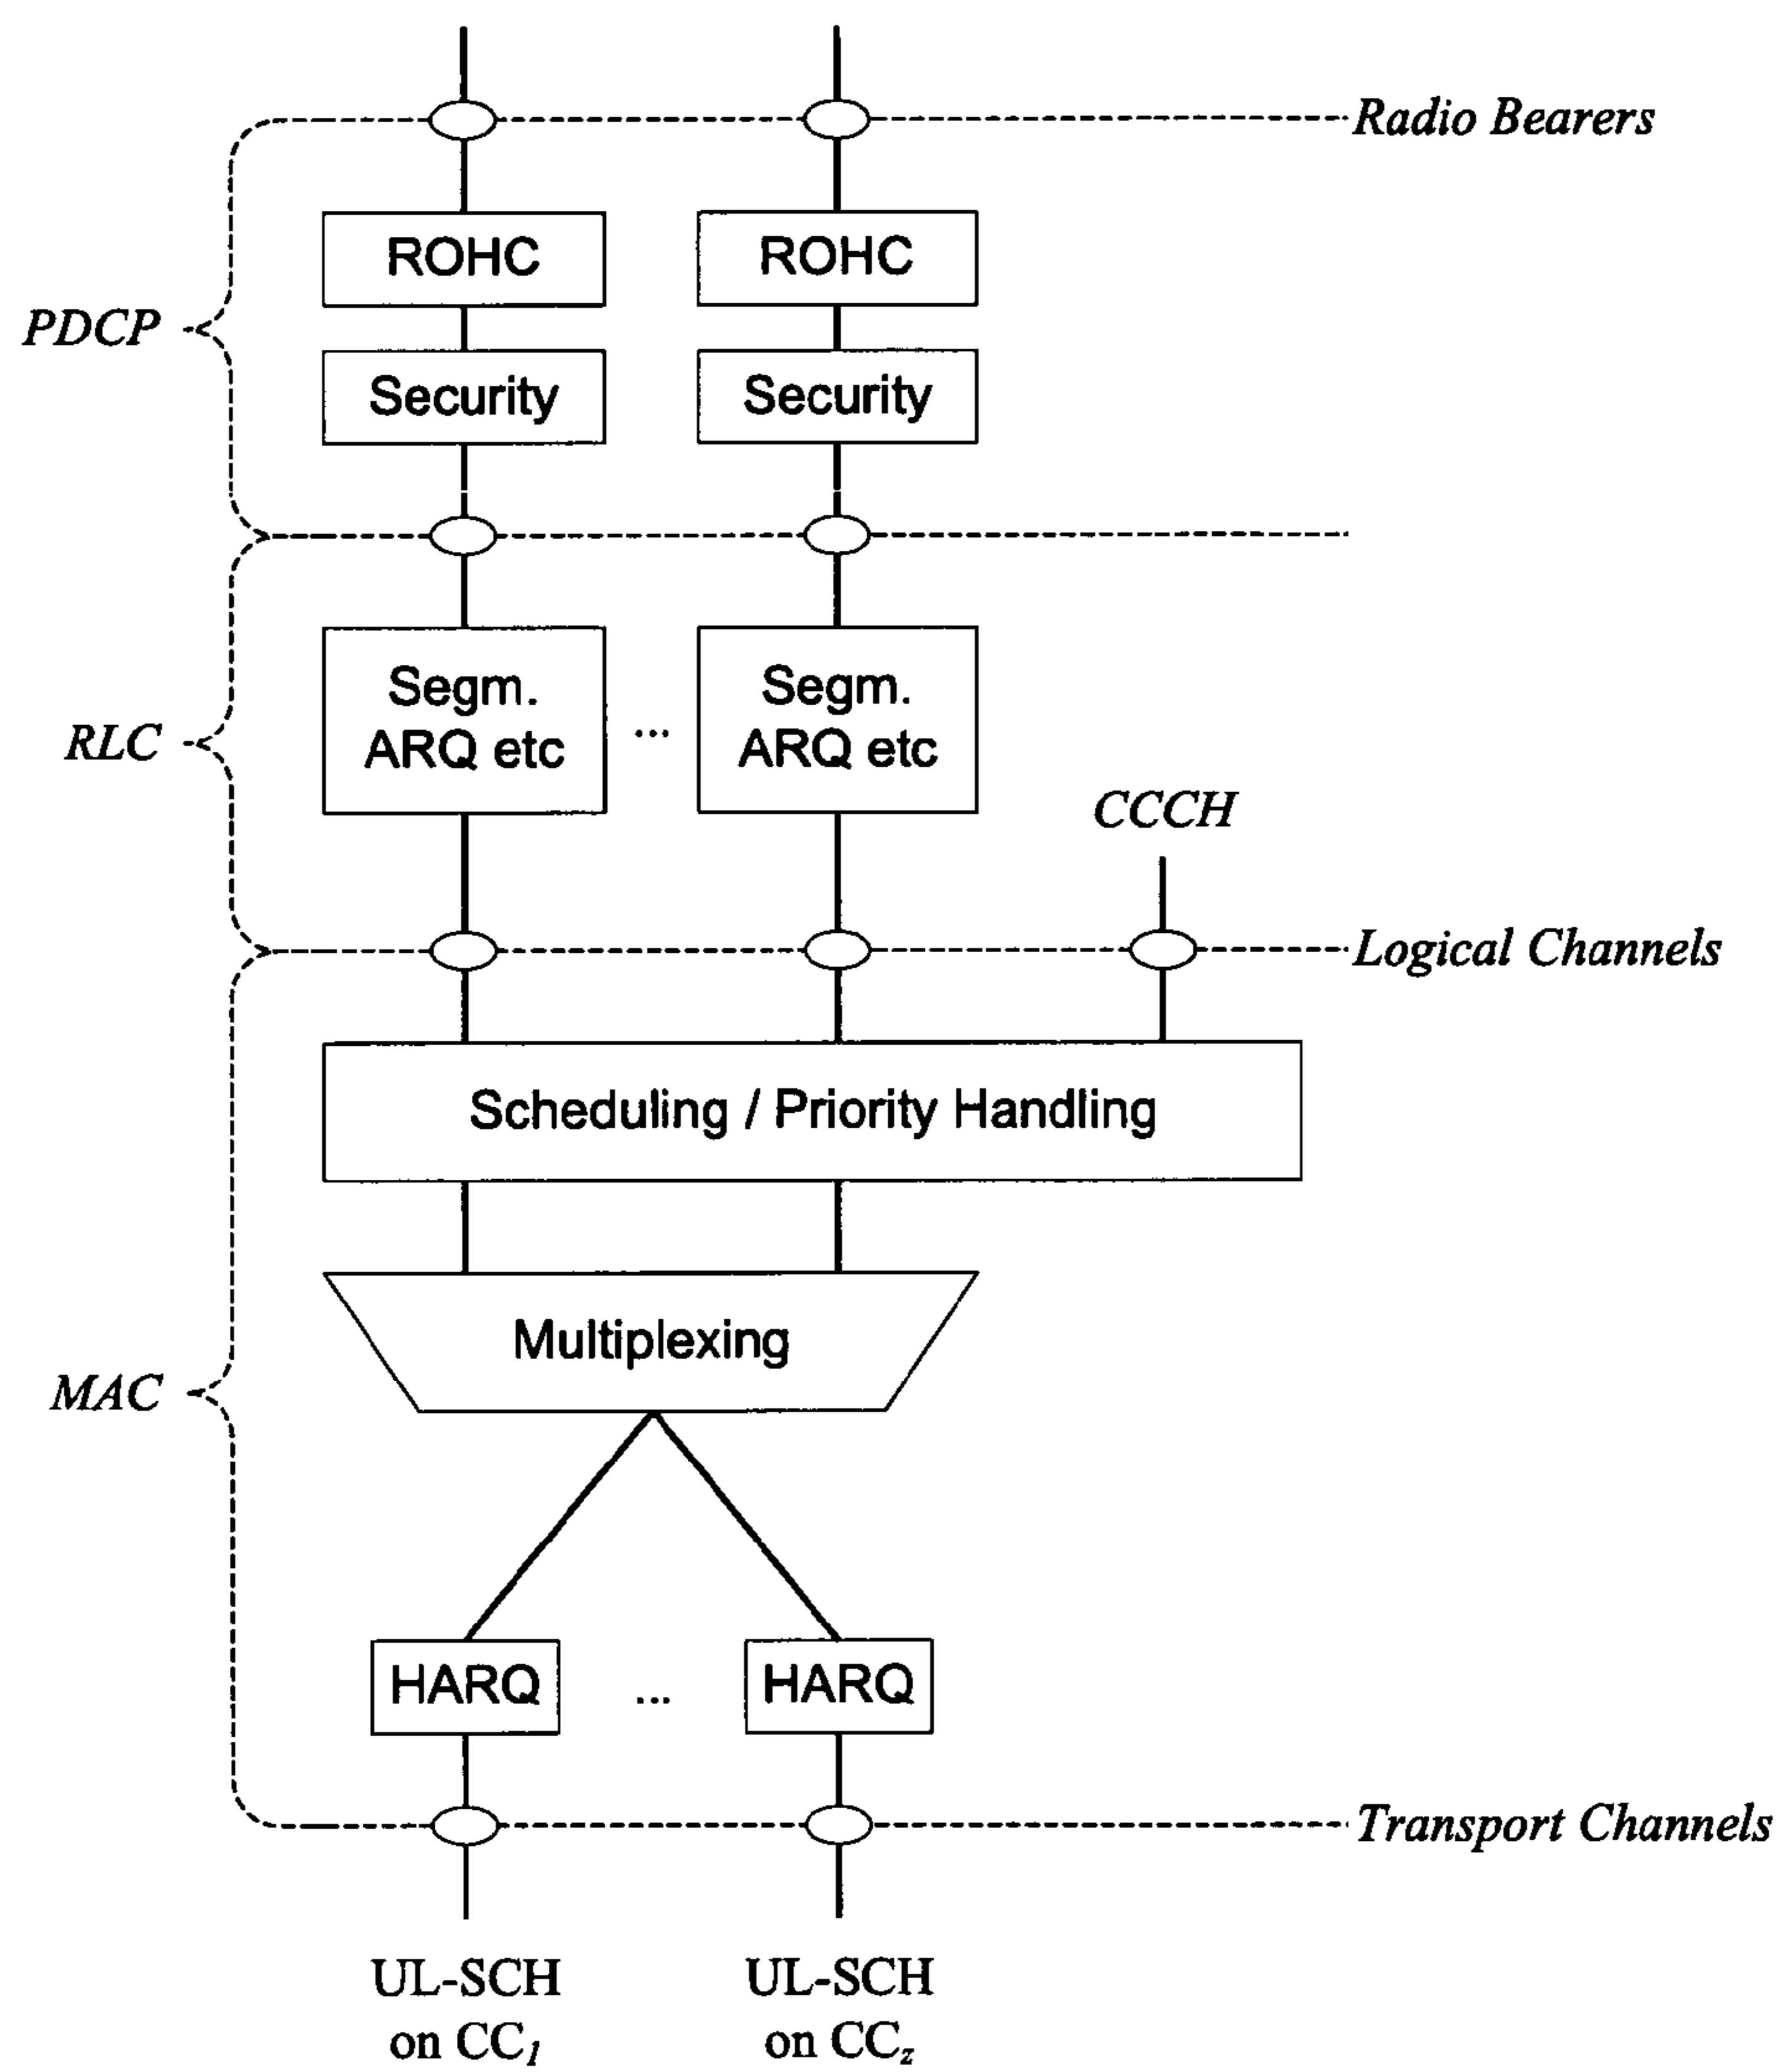 Radio Bearers
ROHC
ROHC
PDCP
Security
Security
Segm.
ARQ etc
...
Segm.
ARQ etc
RLC
CCCH
Logical Channels
Scheduling / Priority Handling
Multiplexing
MAC
HARQ
...
HARQ
Transport Channels
UL-SCH
on CC1
UL-SCH
on CCz